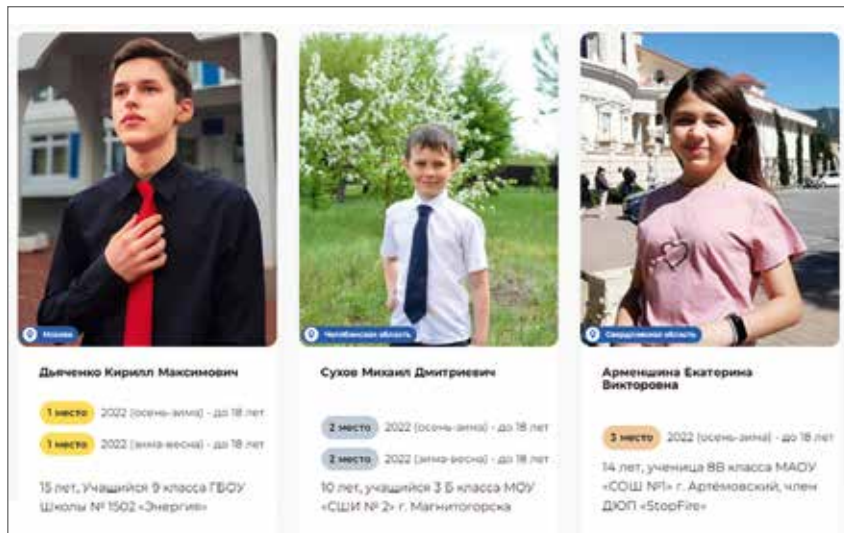 Москва
Дьяченко Кирилл Максимович
1 место 2022 (осень-зима) - до 18 лет
1 место 2022 (зима-весна) - до 18 лет
15 лет, Учащийся 9 класса ГБОУ
Школы № 1502 «Энергия»
Челябинская область
Сухов Михаил Дмитриевич
2 место 2022 (осень-зима) - до 18 лет
2 место 2022 (зима-весна) - до 18 лет
10 лет, учащийся 3 Б класса МОУ
«СШИ № 2» г. Магнитогорска
Свердловская область
Арменшина Екатерина
Викторовна
3 место 2022 (осень-зима) - до 18 лет
14 лет, ученица 8В класса МАОУ
«СОШ №1» г. Артёмовский, член
ДЮП «StopFire»